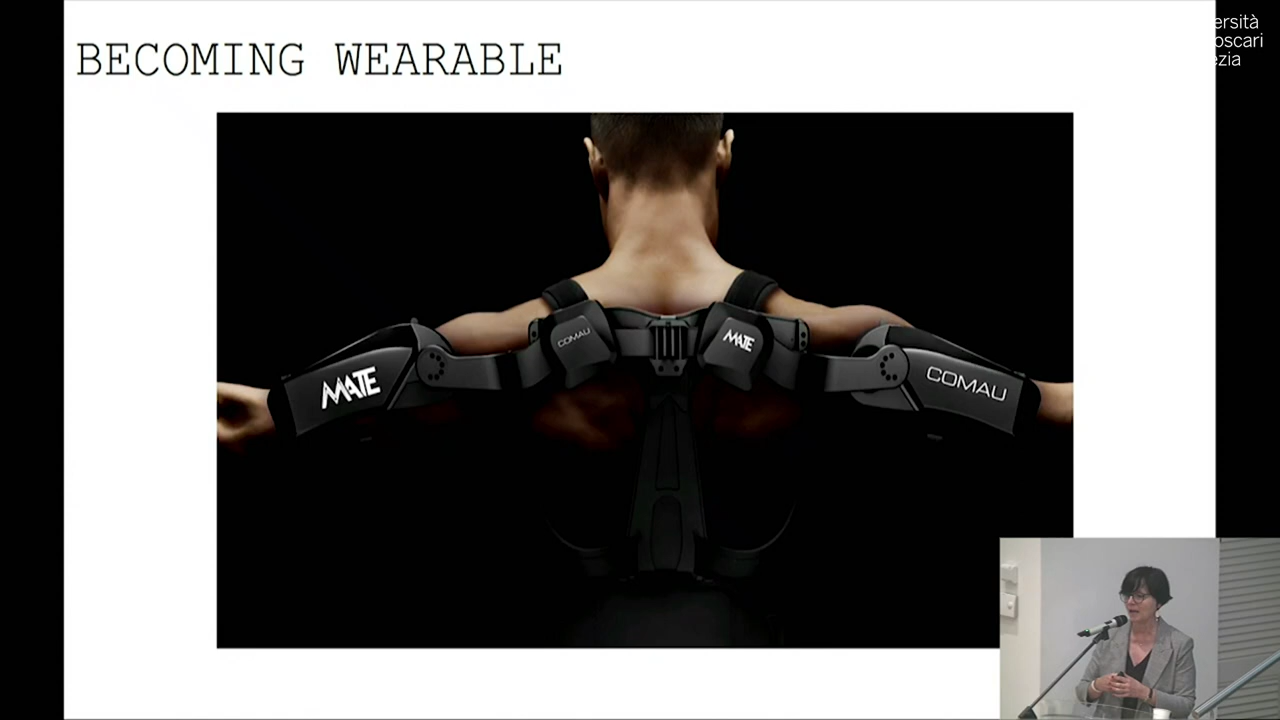 BECOMING WEARABLE
ersità
oscari
ezia
COMAU
MATE
MATE
COMAU